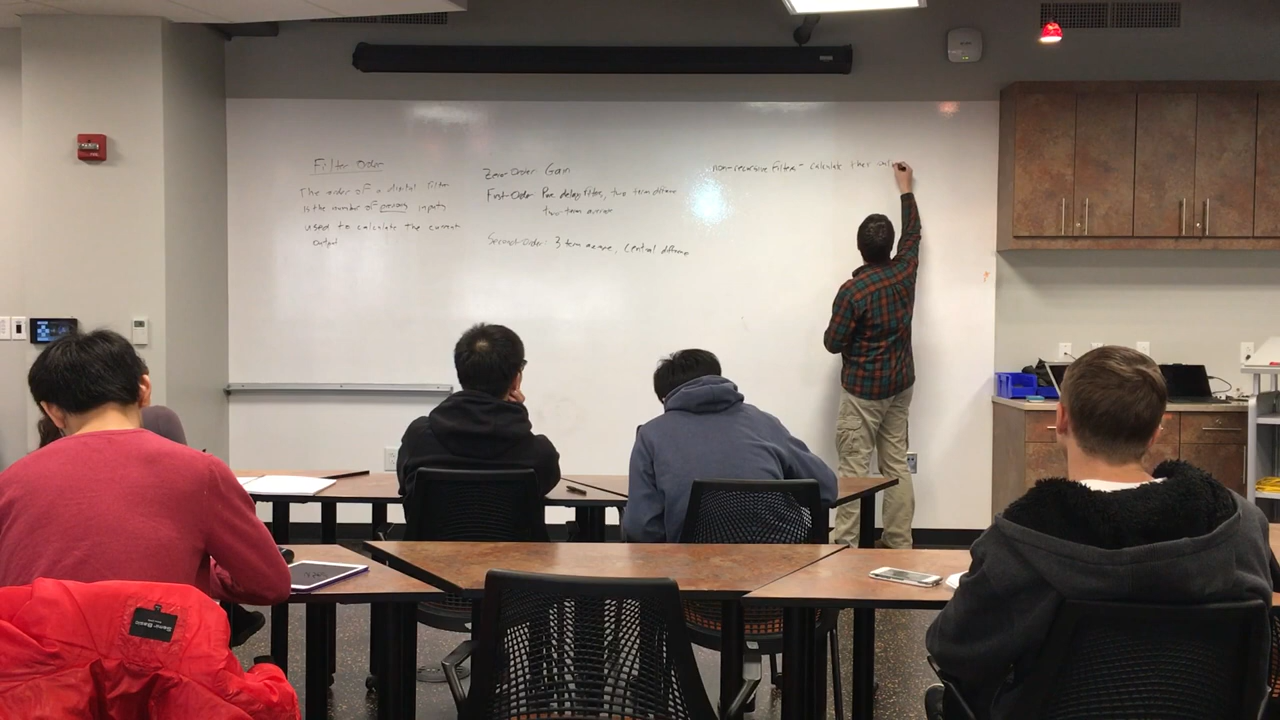 Filter Order
The order of a digital filter
is the number of previous inputs
used to calculate the current
output
Zero Order Gain
First-Order: Pure delay filter, two term difference
two-term average
Second-Order: 3 term average, central difference
non-recursive Filters - calculate their